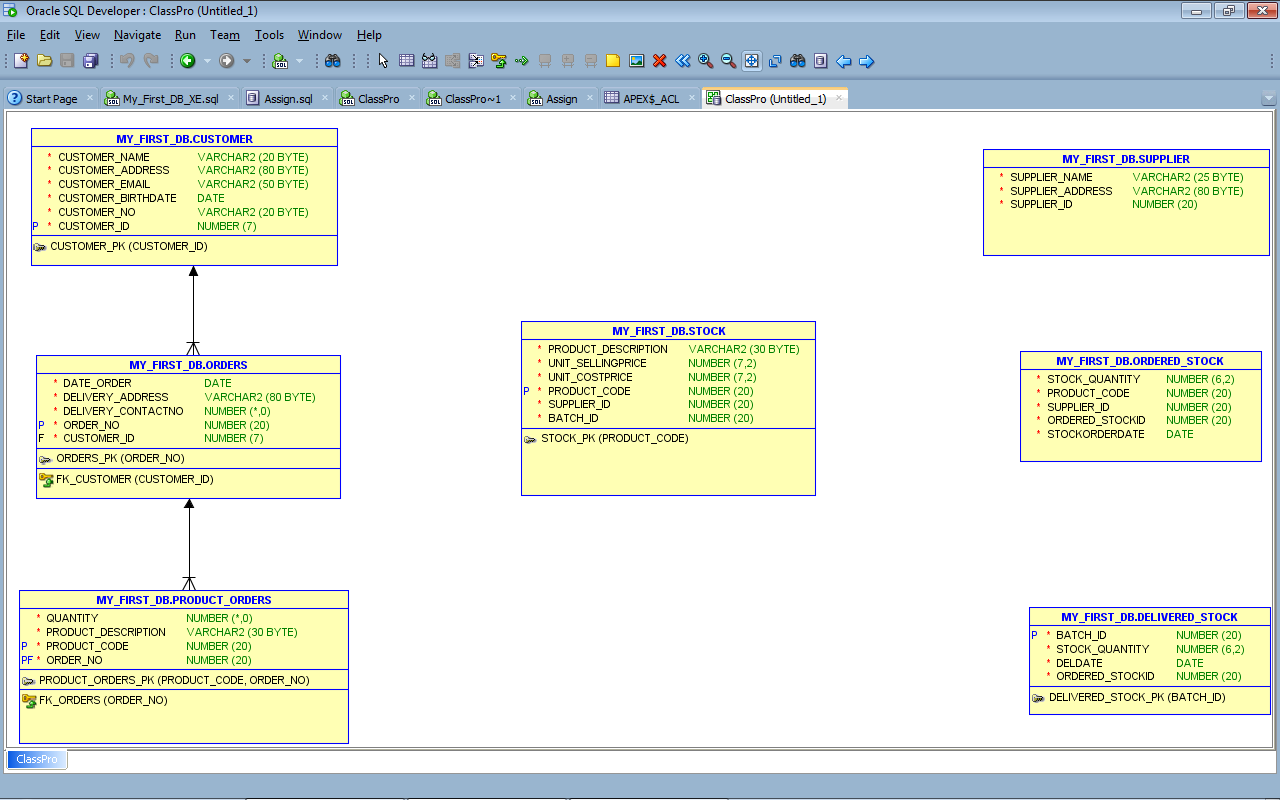 Oracle SQL Developer : ClassPro (Untitled_1)
File Edit View Navigate Run Team Tools Window Help
Start Page My_First_DB_XE.sql Assign.sql ClassPro ClassPro~1 Assign APEX$_ACL ClassPro (Untitled_1)
MY_FIRST_DB.CUSTOMER
* CUSTOMER_NAME VARCHAR2 (20 BYTE)
* CUSTOMER_ADDRESS VARCHAR2 (80 BYTE)
* CUSTOMER_EMAIL VARCHAR2 (50 BYTE)
* CUSTOMER_BIRTHDATE DATE
* CUSTOMER_NO VARCHAR2 (20 BYTE)
P * CUSTOMER_ID NUMBER (7)
CUSTOMER_PK (CUSTOMER_ID)
MY_FIRST_DB.ORDERS
* DATE_ORDER DATE
* DELIVERY_ADDRESS VARCHAR2 (80 BYTE)
* DELIVERY_CONTACTNO NUMBER (*,0)
P * ORDER_NO NUMBER (20)
F * CUSTOMER_ID NUMBER (7)
ORDERS_PK (ORDER_NO)
FK_CUSTOMER (CUSTOMER_ID)
MY_FIRST_DB.PRODUCT_ORDERS
* QUANTITY NUMBER (*,0)
* PRODUCT_DESCRIPTION VARCHAR2 (30 BYTE)
P * PRODUCT_CODE NUMBER (20)
PF * ORDER_NO NUMBER (20)
PRODUCT_ORDERS_PK (PRODUCT_CODE, ORDER_NO)
FK_ORDERS (ORDER_NO)
MY_FIRST_DB.STOCK
* PRODUCT_DESCRIPTION VARCHAR2 (30 BYTE)
* UNIT_SELLINGPRICE NUMBER (7,2)
* UNIT_COSTPRICE NUMBER (7,2)
P * PRODUCT_CODE NUMBER (20)
* SUPPLIER_ID NUMBER (20)
* BATCH_ID NUMBER (20)
STOCK_PK (PRODUCT_CODE)
MY_FIRST_DB.SUPPLIER
* SUPPLIER_NAME VARCHAR2 (25 BYTE)
* SUPPLIER_ADDRESS VARCHAR2 (80 BYTE)
* SUPPLIER_ID NUMBER (20)
MY_FIRST_DB.ORDERED_STOCK
* STOCK_QUANTITY NUMBER (6,2)
* PRODUCT_CODE NUMBER (20)
* SUPPLIER_ID NUMBER (20)
* ORDERED_STOCKID NUMBER (20)
* STOCKORDERDATE DATE
MY_FIRST_DB.DELIVERED_STOCK
P * BATCH_ID NUMBER (20)
* STOCK_QUANTITY NUMBER (6,2)
* DELDATE DATE
* ORDERED_STOCKID NUMBER (20)
DELIVERED_STOCK_PK (BATCH_ID)
ClassPro